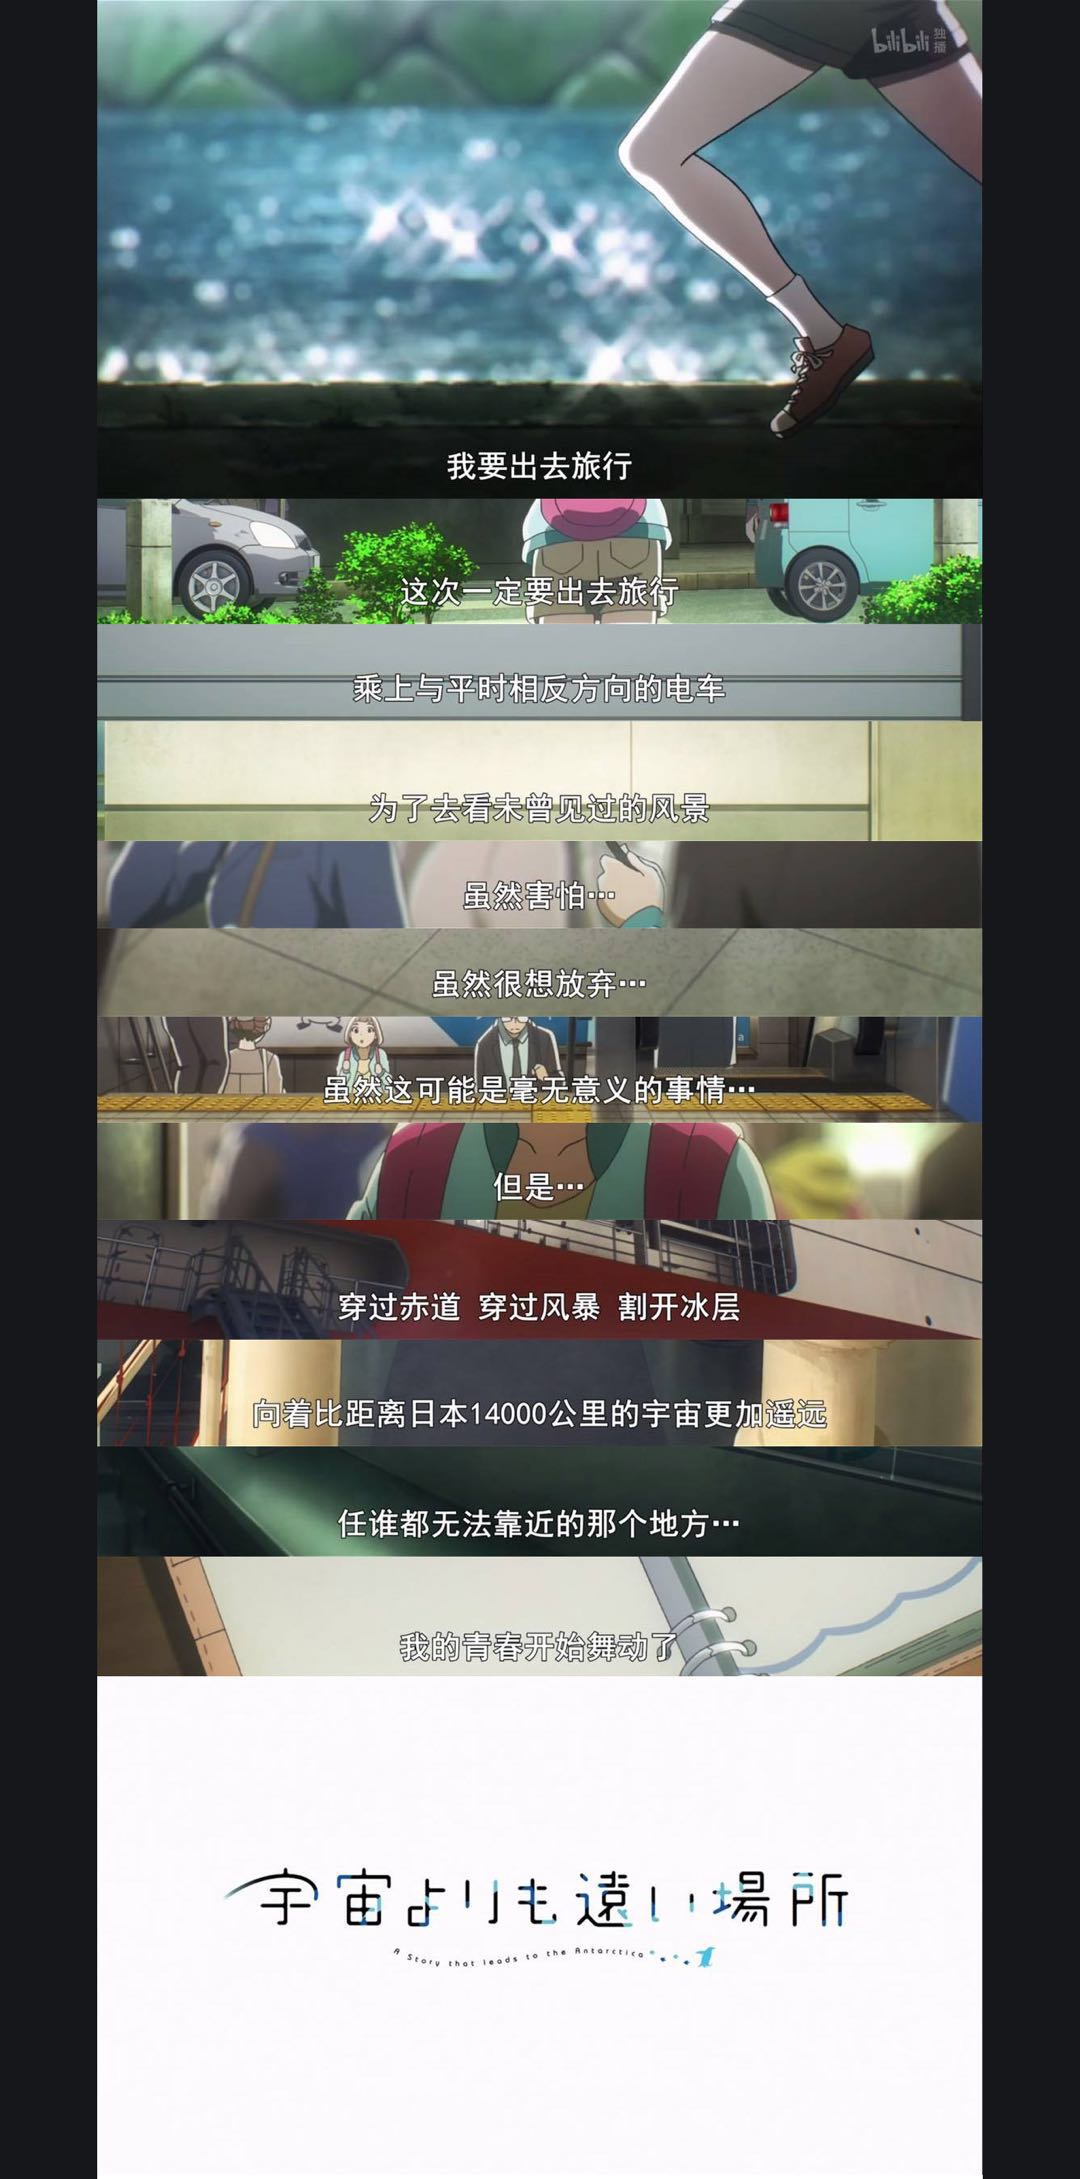 bilibili 独播
我要出去旅行
这次一定要出去旅行
乘上与平时相反方向的电车
为了去看未曾见过的风景
虽然害怕…
虽然很想放弃…
虽然这可能是毫无意义的事情…
但是…
穿过赤道 穿过风暴 割开冰层
向着比距离日本14000公里的宇宙更加遥远
任谁都无法靠近的那个地方…
我的青春开始舞动了
宇宙よりも遠い場所
A Story that leads to the Antarctica